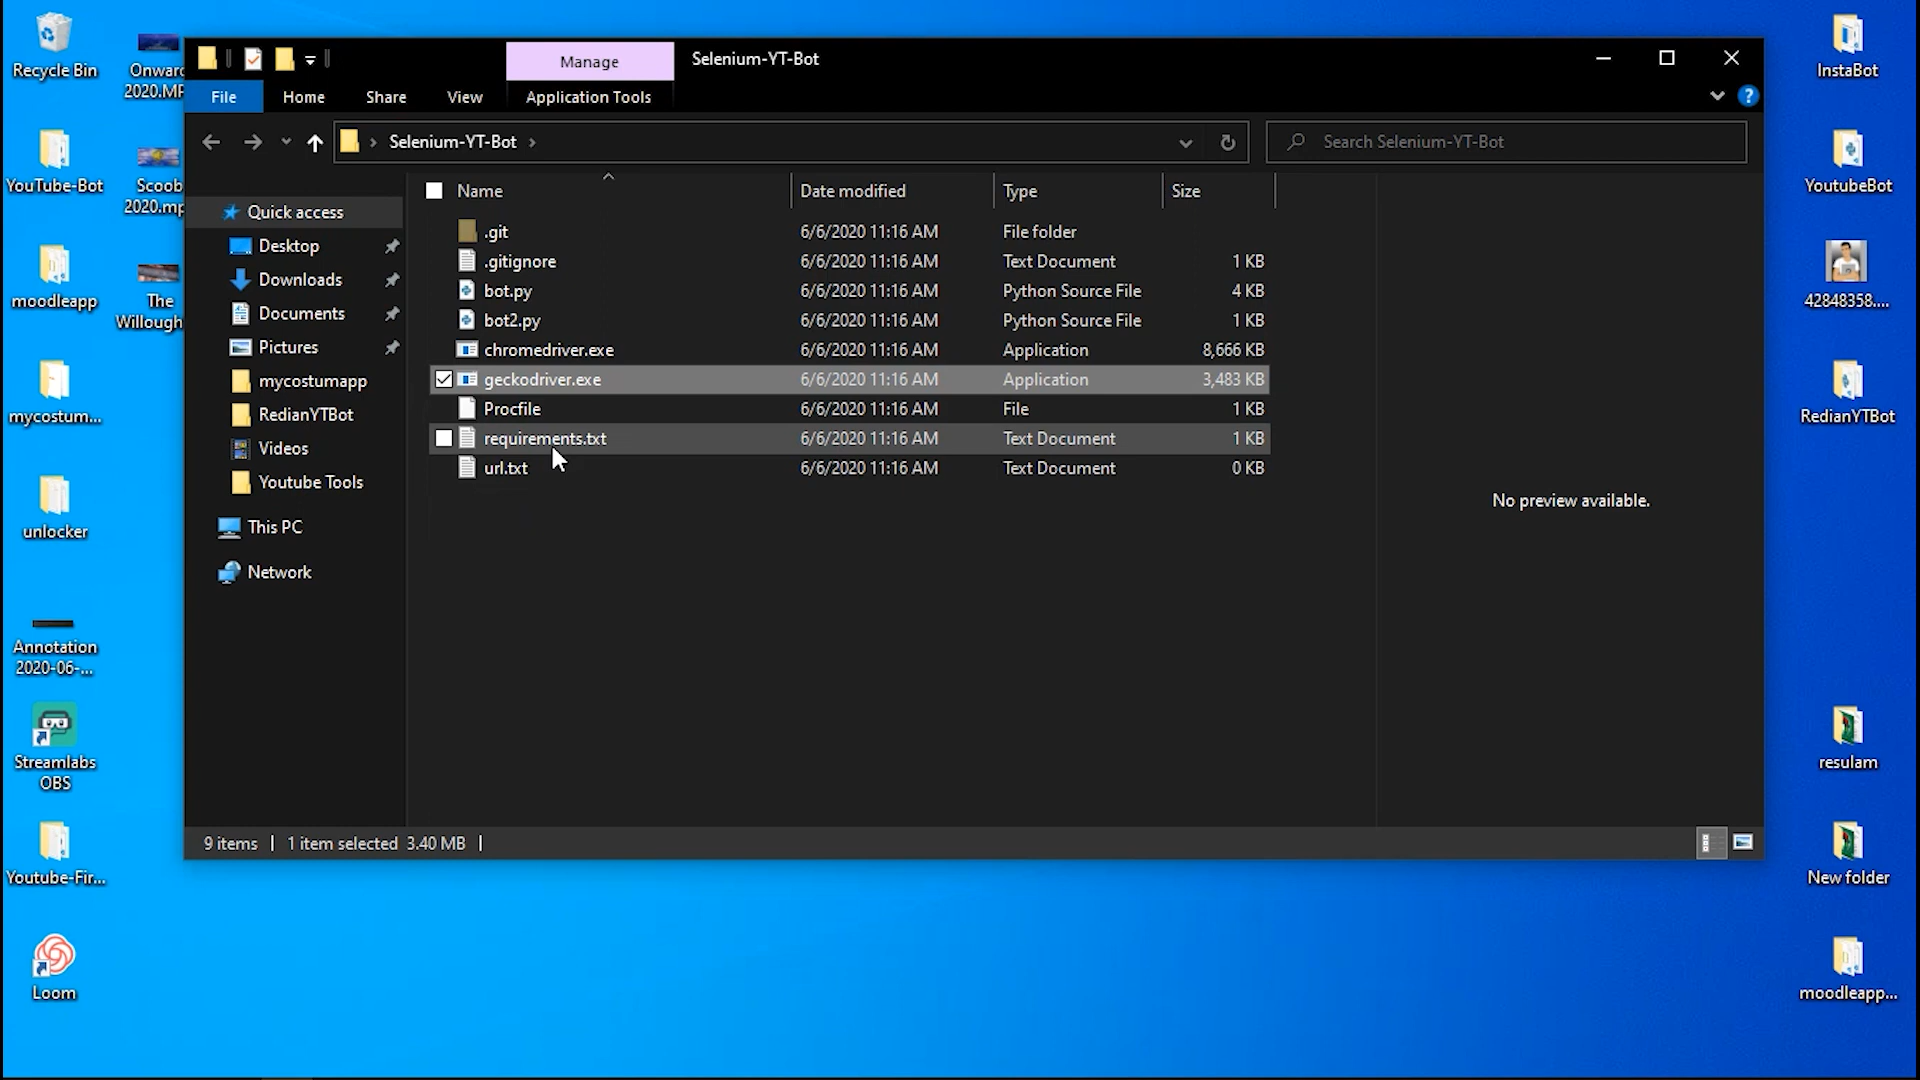 Recycle Bin
Onward
2020.MP
YouTube-Bot
Scoob
2020.mp
moodleapp
The
Willough
mycostum...
unlocker
Annotation
2020-06-...
Streamlabs
OBS
Youtube-Fir...
Loom
Manage
Selenium-YT-Bot
File
Home
Share
View
Application Tools
?
Selenium-YT-Bot
Search Selenium-YT-Bot
Quick access
Desktop
Downloads
Documents
Pictures
mycostumapp
RedianYTBot
Videos
Youtube Tools
This PC
Network
Name Date modified Type Size
.git 6/6/2020 11:16 AM File folder
.gitignore 6/6/2020 11:16 AM Text Document 1 KB
bot.py 6/6/2020 11:16 AM Python Source File 4 KB
bot2.py 6/6/2020 11:16 AM Python Source File 1 KB
chromedriver.exe 6/6/2020 11:16 AM Application 8,666 KB
geckodriver.exe 6/6/2020 11:16 AM Application 3,483 KB
Procfile 6/6/2020 11:16 AM File 1 KB
requirements.txt 6/6/2020 11:16 AM Text Document 1 KB
url.txt 6/6/2020 11:16 AM Text Document 0 KB
No preview available.
9 items 1 item selected 3.40 MB
InstaBot
YoutubeBot
42848358....
RedianYTBot
resulam
New folder
moodleapp...